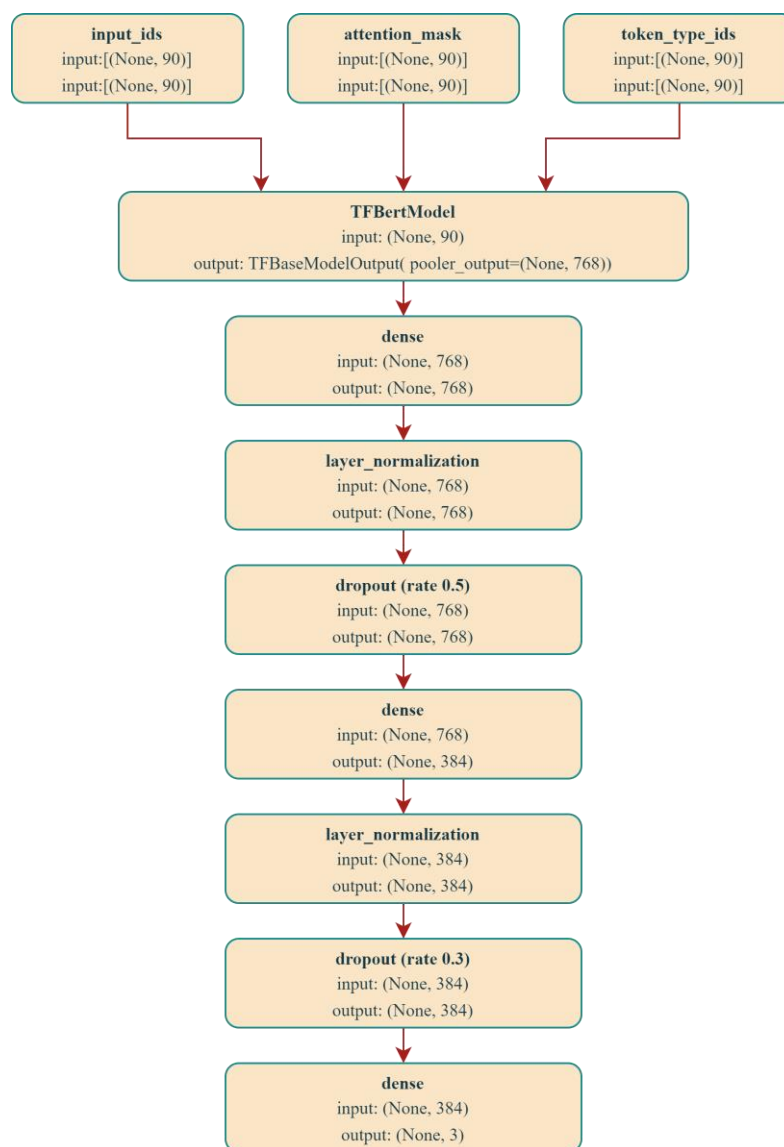 input_ids
input:[(None, 90)]
input:[(None, 90)]
attention_mask
input:[(None, 90)]
input:[(None, 90)]
token_type_ids
input:[(None, 90)]
input:[(None, 90)]
TFBertModel
input: (None, 90)
output: TFBaseModelOutput( pooler_output=(None, 768))
dense
input: (None, 768)
output: (None, 768)
layer_normalization
input: (None, 768)
output: (None, 768)
dropout (rate 0.5)
input: (None, 768)
output: (None, 768)
dense
input: (None, 768)
output: (None, 384)
layer_normalization
input: (None, 384)
output: (None, 384)
dropout (rate 0.3)
input: (None, 384)
output: (None, 384)
dense
input: (None, 384)
output: (None, 3)